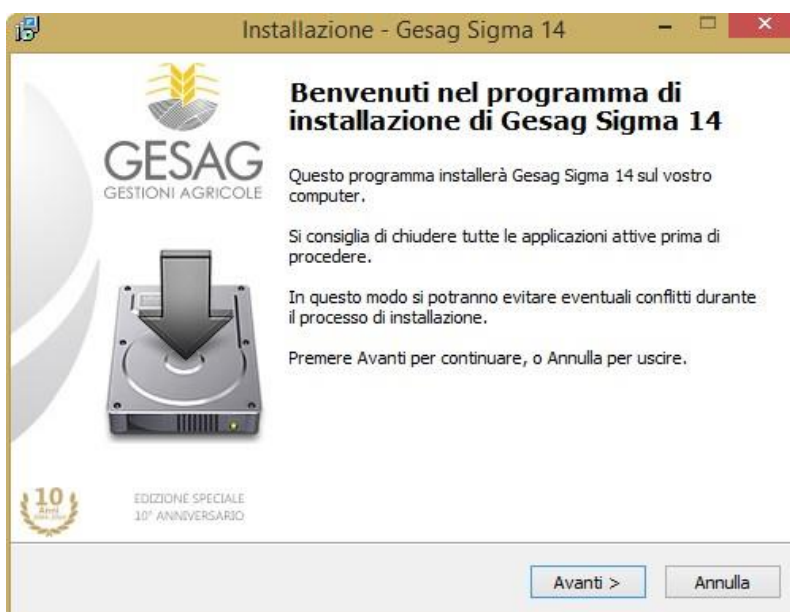 Installazione - Gesag Sigma 14
GESAG
GESTIONI AGRICOLE
Benvenuti nel programma di
installazione di Gesag Sigma 14
Questo programma installerà Gesag Sigma 14 sul vostro
computer.
Si consiglia di chiudere tutte le applicazioni attive prima di
procedere.
In questo modo si potranno evitare eventuali conflitti durante
il processo di installazione.
Premere Avanti per continuare, o Annulla per uscire.
10
Anni
EDIZIONE SPECIALE
10° ANNIVERSARIO
Avanti >
Annulla